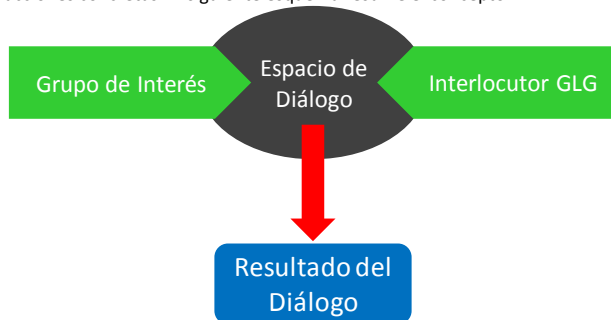 Grupo de Interés
Espacio de
Diálogo
Interlocutor GLG
Resultado del
Diálogo